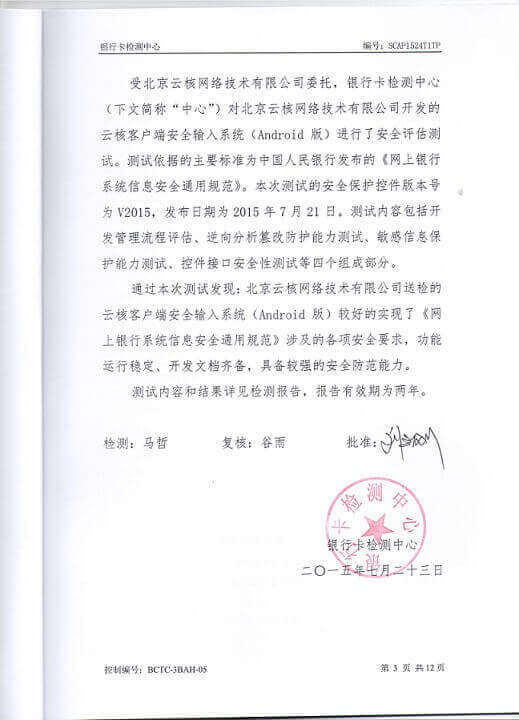 银行卡检测中心 编号：SCAP1524T1TP
受北京云核网络技术有限公司委托，银行卡检测中心
（下文简称“中心”）对北京云核网络技术有限公司开发的
云核客户端安全输入系统（Android 版）进行了安全评估测
试。测试依据的主要标准为中国人民银行发布的《网上银行
系统信息安全通用规范》。本次测试的安全保护控件版本号
为 V2015，发布日期为 2015 年 7 月 21 日。测试内容包括开
发管理流程评估、逆向分析篡改防护能力测试、敏感信息保
护能力测试、控件接口安全性测试等四个组成部分。
通过本次测试发现：北京云核网络技术有限公司送检的
云核客户端安全输入系统（Android 版）较好的实现了《网
上银行系统信息安全通用规范》涉及的各项安全要求，功能
运行稳定、开发文档齐备，具备较强的安全防范能力。
测试内容和结果详见检测报告，报告有效期为两年。
检测：马哲 复核：谷雨 批准：
银行卡检测中心
银行卡检测中心
二〇一五年七月二十三日
控制编号：BCTC-3BAH-05 第 3 页 共 12 页